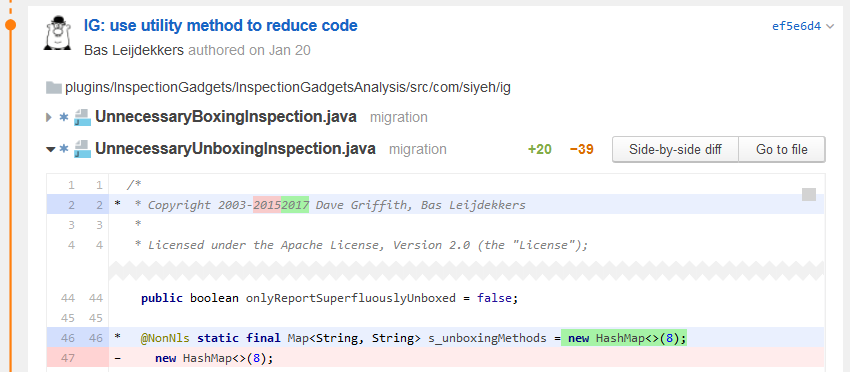 IG: use utility method to reduce code
ef5e6d4
Bas Leijdekkers authored on Jan 20
plugins/InspectionGadgets/InspectionGadgetsAnalysis/src/com/siyeh/ig
UnnecessaryBoxingInspection.java migration
UnnecessaryUnboxingInspection.java migration +20 −39 Side-by-side diff Go to file
1 1 /*
2 2 * * Copyright 2003-20152017 Dave Griffith, Bas Leijdekkers
3 3 *
4 4 * Licensed under the Apache License, Version 2.0 (the "License");
44 44 public boolean onlyReportSuperfluouslyUnboxed = false;
45 45
46 46 * @NonNls static final Map<String, String> s_unboxingMethods = new HashMap<>(8);
47 − new HashMap<>(8);